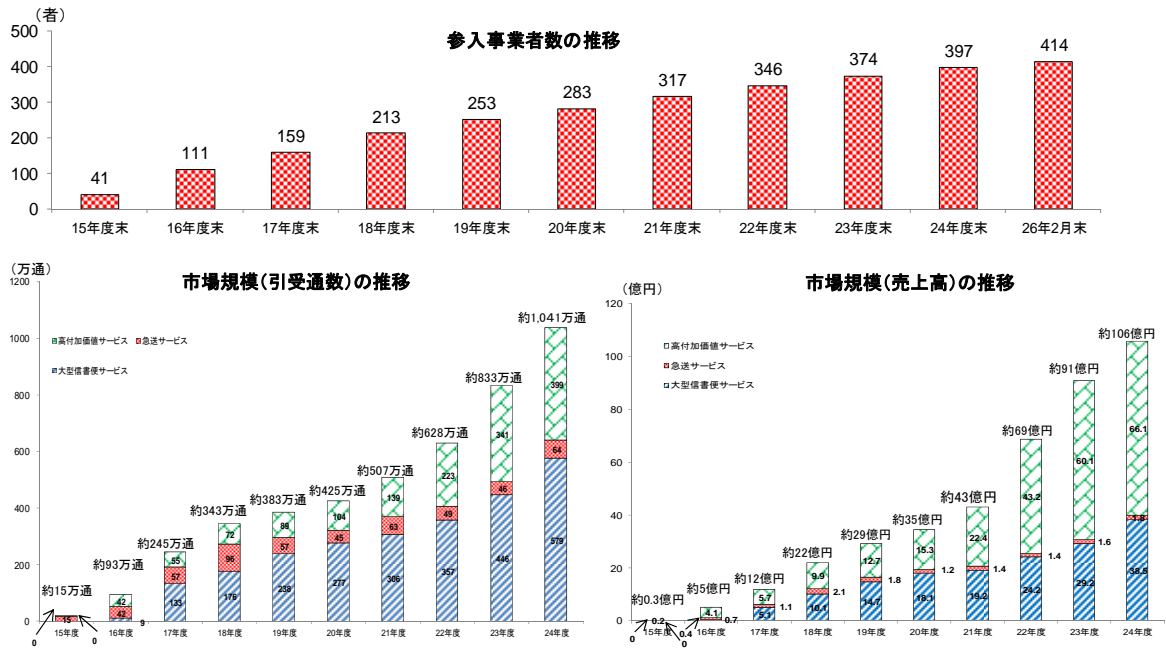 (者)
参入事業者数の推移
500
400
300
200
100
0
41
111
159
213
253
283
317
346
374
397
414
15年度末
16年度末
17年度末
18年度末
19年度末
20年度末
21年度末
22年度末
23年度末
24年度末
26年2月末
(万通)
市場規模(引受通数)の推移
1200
1000
800
600
400
200
0
高付加価値サービス
急送サービス
大型信書便サービス
約15万通
約93万通
約245万通
約343万通
約383万通
約425万通
約507万通
約628万通
約833万通
約1,041万通
0
15
0
42
42
9
55
57
133
72
96
176
89
57
238
104
45
277
139
63
306
223
49
357
341
46
446
399
64
579
15年度
16年度
17年度
18年度
19年度
20年度
21年度
22年度
23年度
24年度
市場規模(売上高)の推移
(億円)
120
100
80
60
40
20
0
高付加価値サービス
急送サービス
大型信書便サービス
約0.3億円
約5億円
約12億円
約22億円
約29億円
約35億円
約43億円
約69億円
約91億円
約106億円
0
0.2
0
4.1
0.7
0.4
5.7
1.1
5.1
9.9
2.1
10.1
12.7
1.8
14.7
15.3
1.2
18.1
22.4
1.4
19.2
43.2
1.4
24.2
60.1
1.6
29.2
66.1
1.8
38.5
15年度
16年度
17年度
18年度
19年度
20年度
21年度
22年度
23年度
24年度